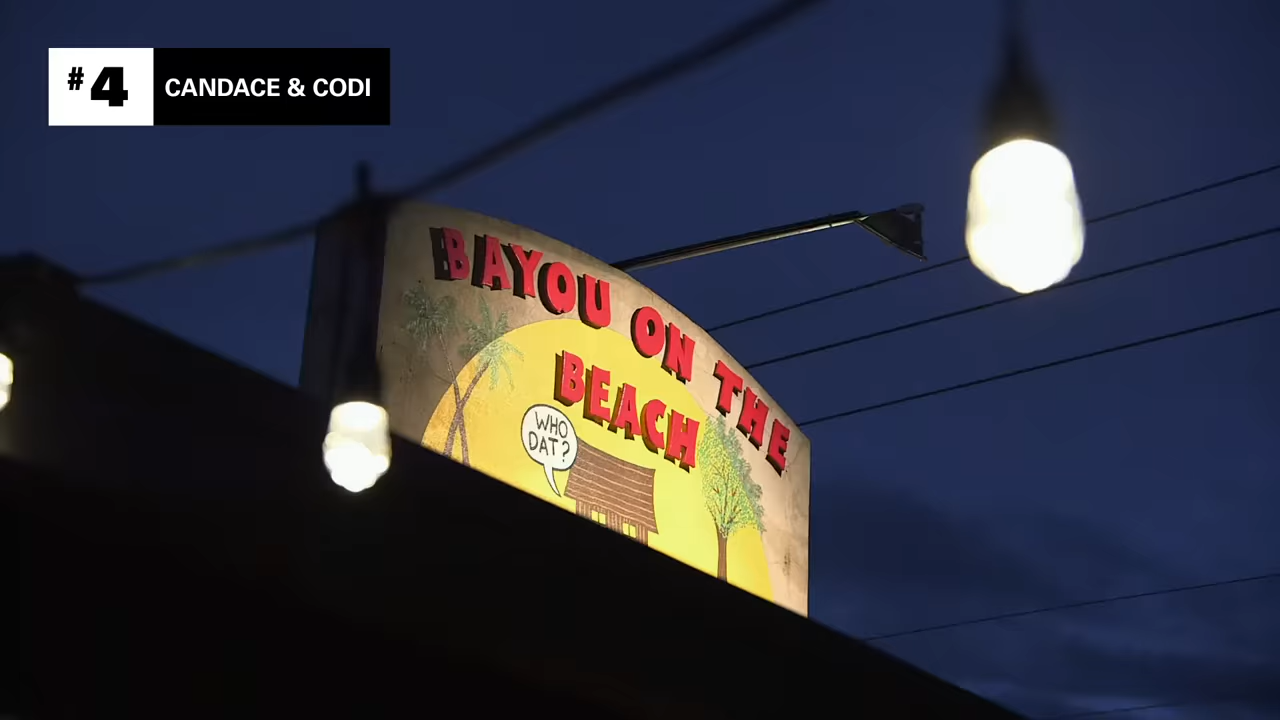 #4 CANDACE & CODI
BAYOU ON THE
BEACH
WHO
DAT?